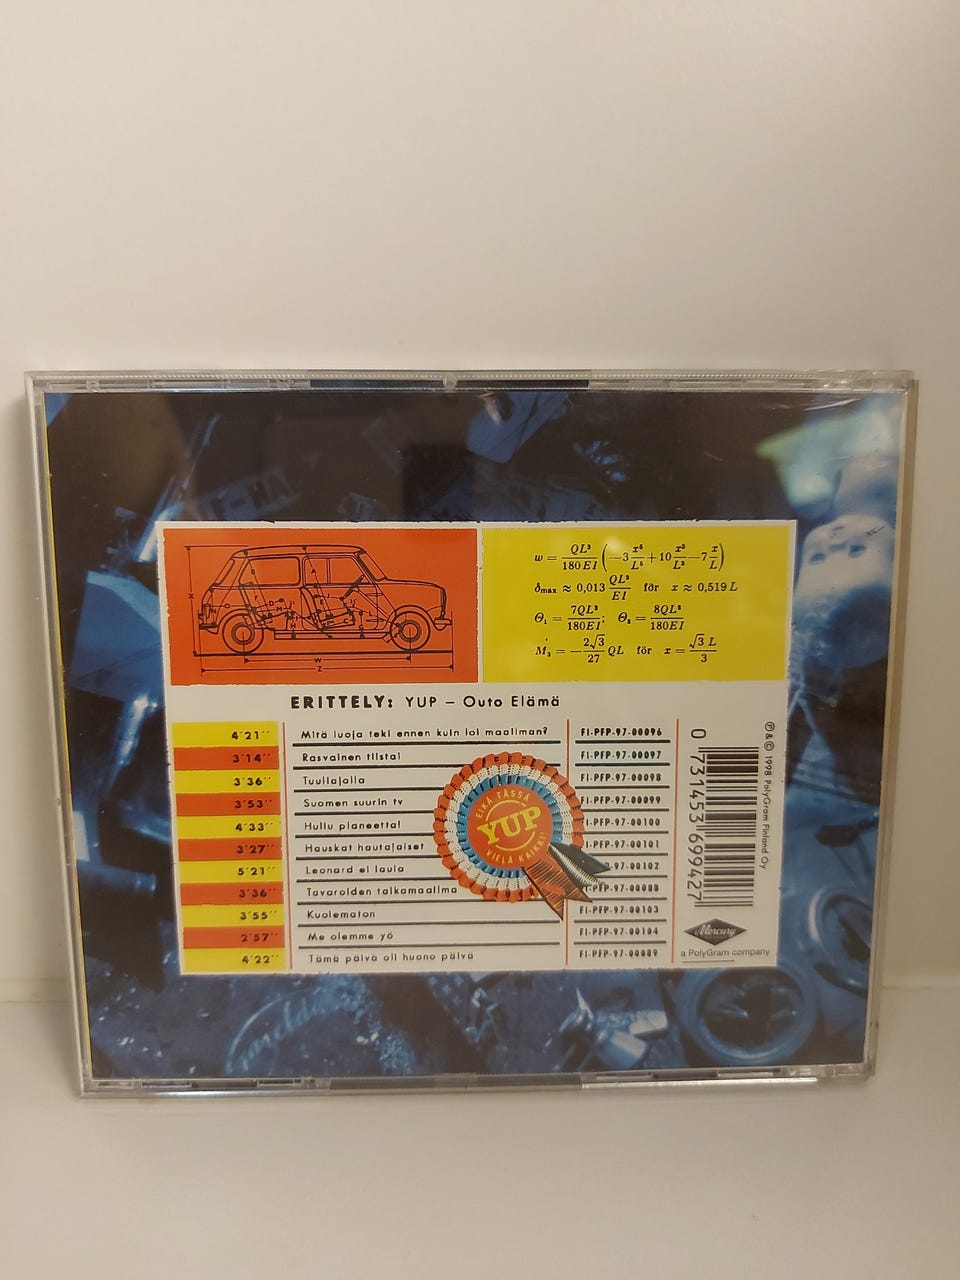 w = QL³/180EI (−3 x⁵/L⁵ + 10 x³/L³ − 7 x/L)
δmax ≈ 0,013 QL³/EI för x ≈ 0,519 L
Θ₁ = 7QL²/180EI; Θ₂ = 8QL²/180EI
M₃ = − 2√3/27 QL för x = √3 L/3
X
W
Z
ERITTELY: YUP – Outo Elämä
4'21'' Mitä luoja teki ennen kuin loi maailman? FI-PFP-97-00096
3'14'' Rasvainen tiistai FI-PFP-97-00097
3'36'' Tuulilajolla FI-PFP-97-00098
3'53'' Suomen suurin tv FI-PFP-97-00099
4'33'' Hullu planeetta! FI-PFP-97-00100
3'27'' Hauskat hautajaiset FI-PFP-97-00101
5'21'' Leonard ei laula I-PFP-97-00102
3'36'' Tavaroiden taikamaailma I-PFP-97-00088
3'55'' Kuolematon FI-PFP-97-00103
2'57'' Me olemme yö FI-PFP-97-00104
4'22'' Tämä päivä oli huono päivä FI-PFP-97-00089
EIKÄ TÄSSÄ
YUP
VIELÄ KAIKKI!
0 731453 699427
℗ & © 1998 PolyGram Finland Oy
Mercury
a PolyGram company